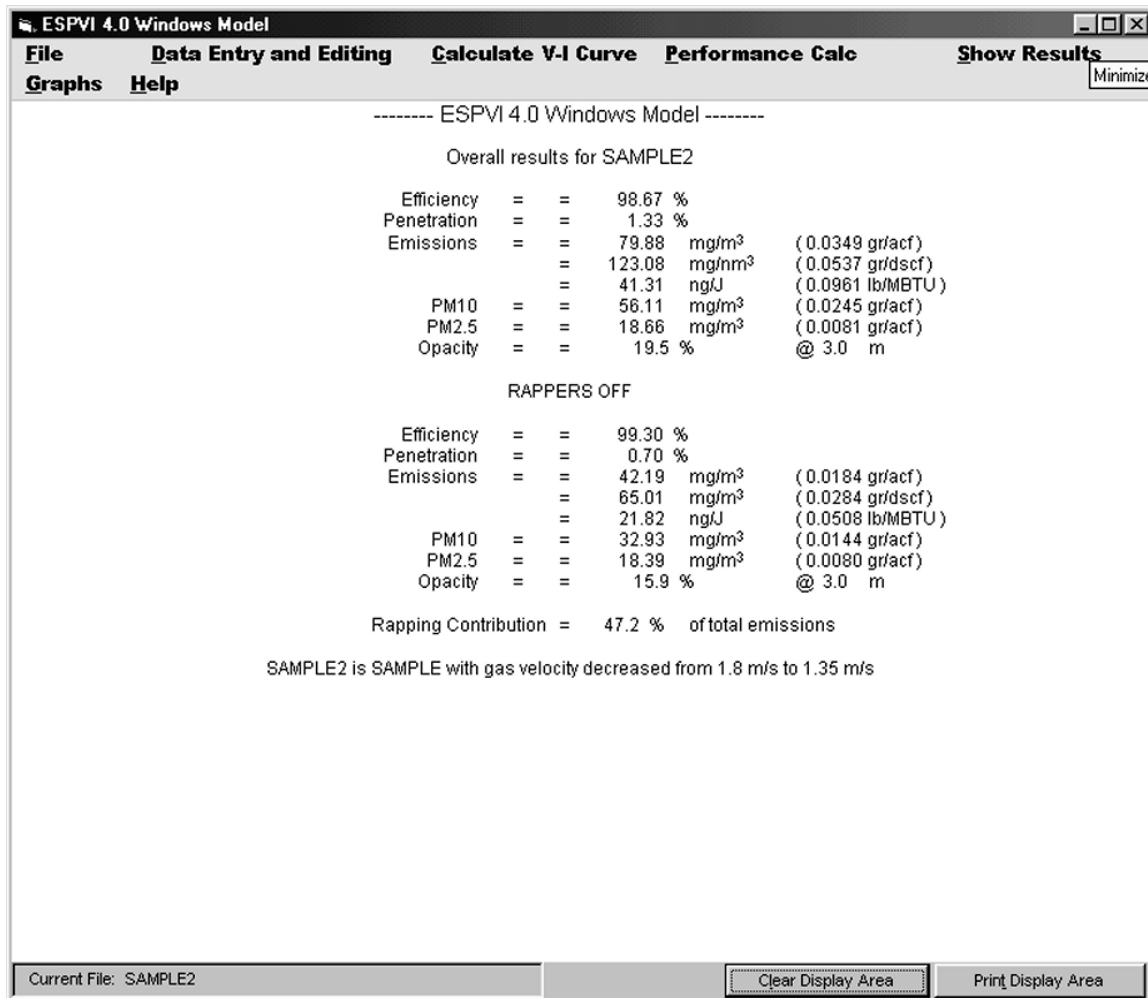 ESPVI 4.0 Windows Model
File Data Entry and Editing Calculate V-I Curve Performance Calc Show Results
Graphs Help
Minimize
-------- ESPVI 4.0 Windows Model --------
Overall results for SAMPLE2
Efficiency = = 98.67 %
Penetration = = 1.33 %
Emissions = = 79.88 mg/m³ ( 0.0349 gr/acf)
= 123.08 mg/nm³ ( 0.0537 gr/dscf)
= 41.31 ng/J ( 0.0961 lb/MBTU )
PM10 = = 56.11 mg/m³ ( 0.0245 gr/acf)
PM2.5 = = 18.66 mg/m³ ( 0.0081 gr/acf)
Opacity = = 19.5 % @ 3.0 m
RAPPERS OFF
Efficiency = = 99.30 %
Penetration = = 0.70 %
Emissions = = 42.19 mg/m³ ( 0.0184 gr/acf)
= 65.01 mg/m³ ( 0.0284 gr/dscf)
= 21.82 ng/J ( 0.0508 lb/MBTU )
PM10 = = 32.93 mg/m³ ( 0.0144 gr/acf)
PM2.5 = = 18.39 mg/m³ ( 0.0080 gr/acf)
Opacity = = 15.9 % @ 3.0 m
Rapping Contribution = 47.2 % of total emissions
SAMPLE2 is SAMPLE with gas velocity decreased from 1.8 m/s to 1.35 m/s
Current File: SAMPLE2 Clear Display Area Print Display Area